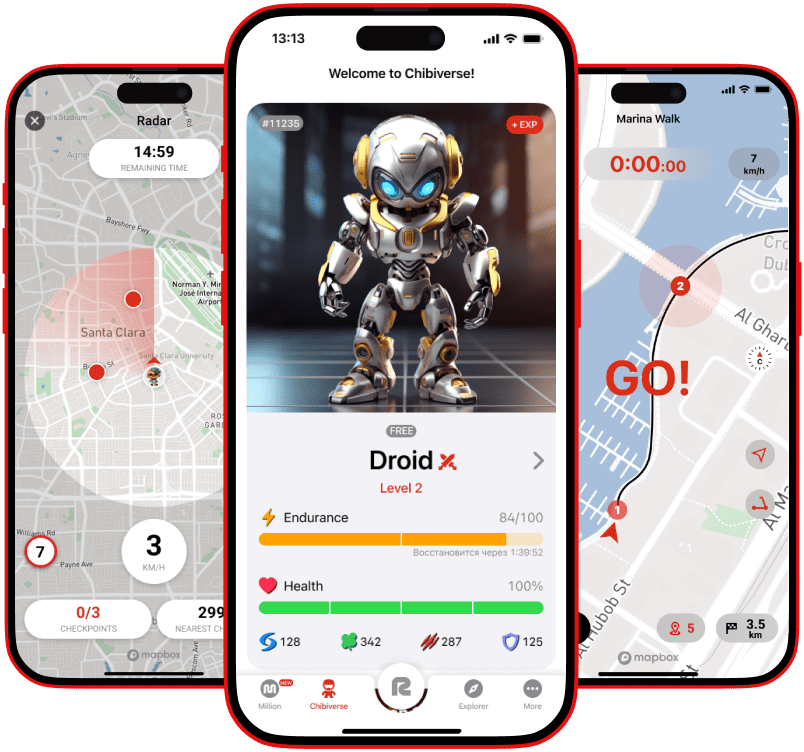 Radar
14:59
REMAINING TIME
Bayshore Fwy
Norman Y. Min
José Interna
Airport
Santa Clara
Santa Clara University
Williams Rd
Payne Ave
7
3
KM/H
0/3
CHECKPOINTS
299
NEAREST CH
mapbox
13:13
Welcome to Chibiverse!
#11235
+ EXP
FREE
Droid
Level 2
Endurance
84/100
Восстановится через 1:39:52
Health
100%
128
342
287
125
Million
NEW
Chibiverse
Explorer
More
Marina Walk
0:00:00
7
km/h
2
Al Gharb
C
GO!
1
Al Hubob St
5
3.5
km
mapbox